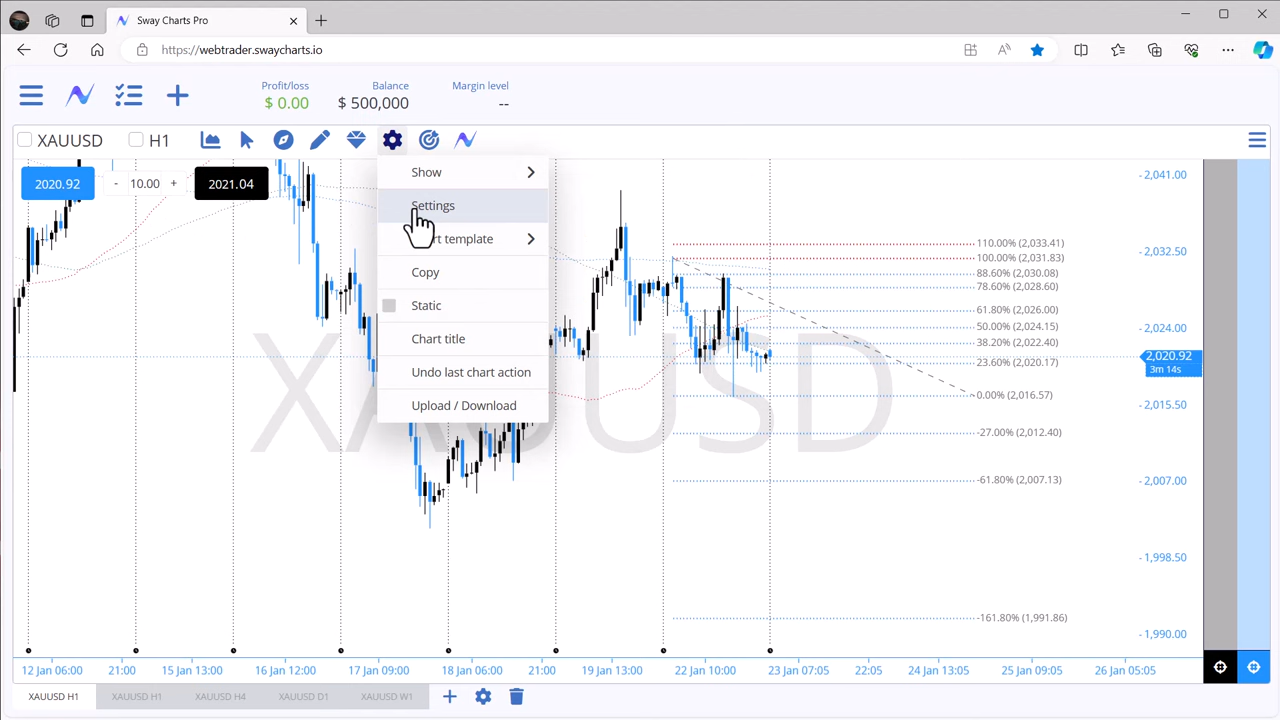 Sway Charts Pro
https://webtrader.swaycharts.io
Profit/loss
$ 0.00
Balance
$ 500,000
Margin level
--
XAUUSD
H1
2020.92
- 10.00 +
2021.04
Show
Settings
rt template
Copy
Static
Chart title
Undo last chart action
Upload / Download
XAUUSD
110.00% (2,033.41)
100.00% (2,031.83)
88.60% (2,030.08)
78.60% (2,028.60)
61.80% (2,026.00)
50.00% (2,024.15)
38.20% (2,022.40)
23.60% (2,020.17)
0.00% (2,016.57)
-27.00% (2,012.40)
-61.80% (2,007.13)
-161.80% (1,991.86)
2,041.00
2,032.50
2,024.00
2,020.92
3m 14s
2,015.50
2,007.00
1,998.50
1,990.00
12 Jan 06:00
21:00
15 Jan 13:00
16 Jan 12:00
17 Jan 09:00
18 Jan 06:00
21:00
19 Jan 13:00
22 Jan 10:00
23 Jan 07:05
22:05
24 Jan 13:05
25 Jan 09:05
26 Jan 05:05
XAUUSD H1
XAUUSD H1
XAUUSD H4
XAUUSD D1
XAUUSD W1